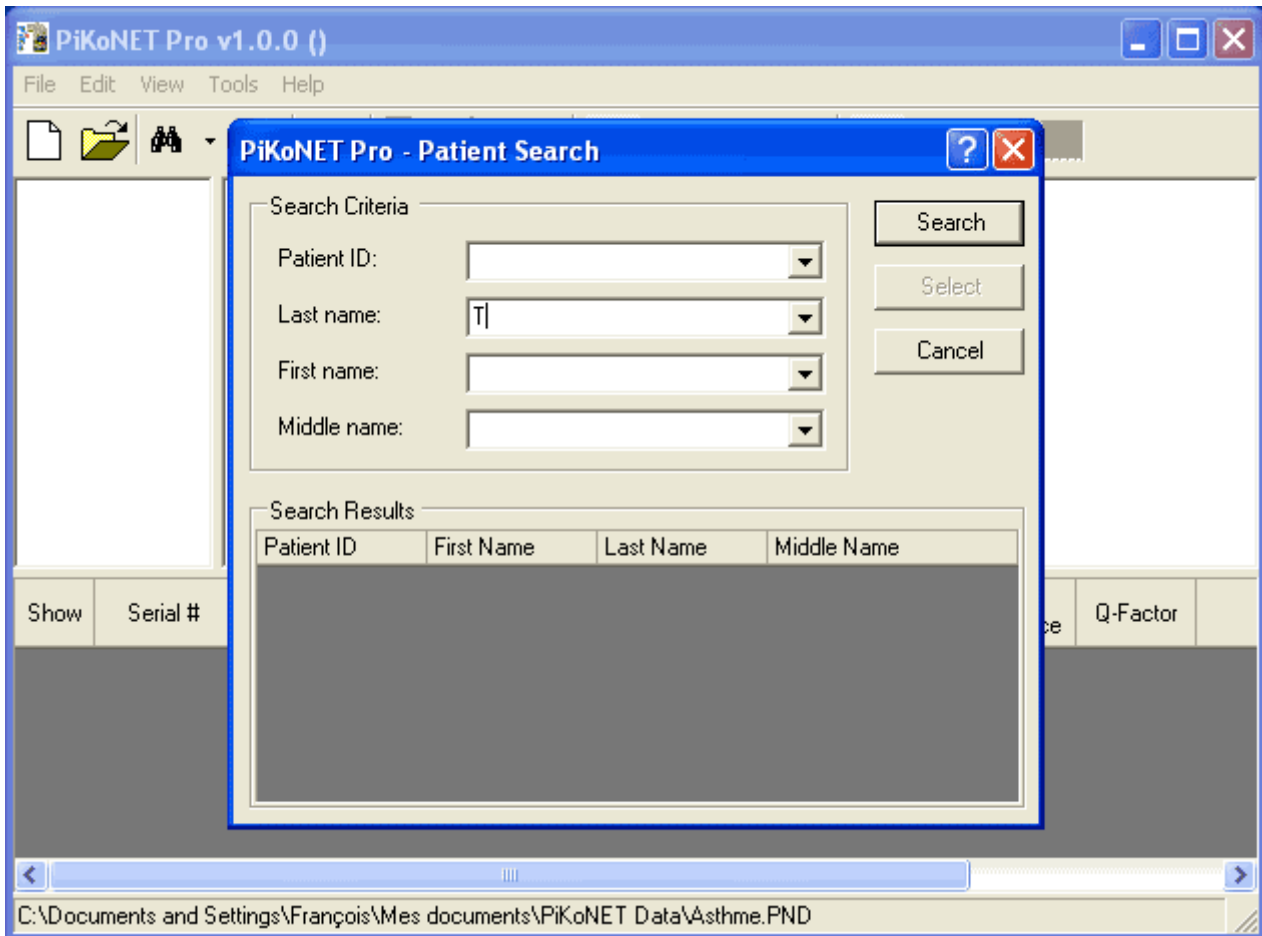 PiKoNET Pro v1.0.0 ()
File Edit View Tools Help
PiKoNET Pro - Patient Search
Search Criteria
Patient ID:
Last name: T
First name:
Middle name:
Search
Select
Cancel
Search Results
Patient ID First Name Last Name Middle Name
Show Serial # Q-Factor
C:\Documents and Settings\François\Mes documents\PiKoNET Data\Asthme.PND